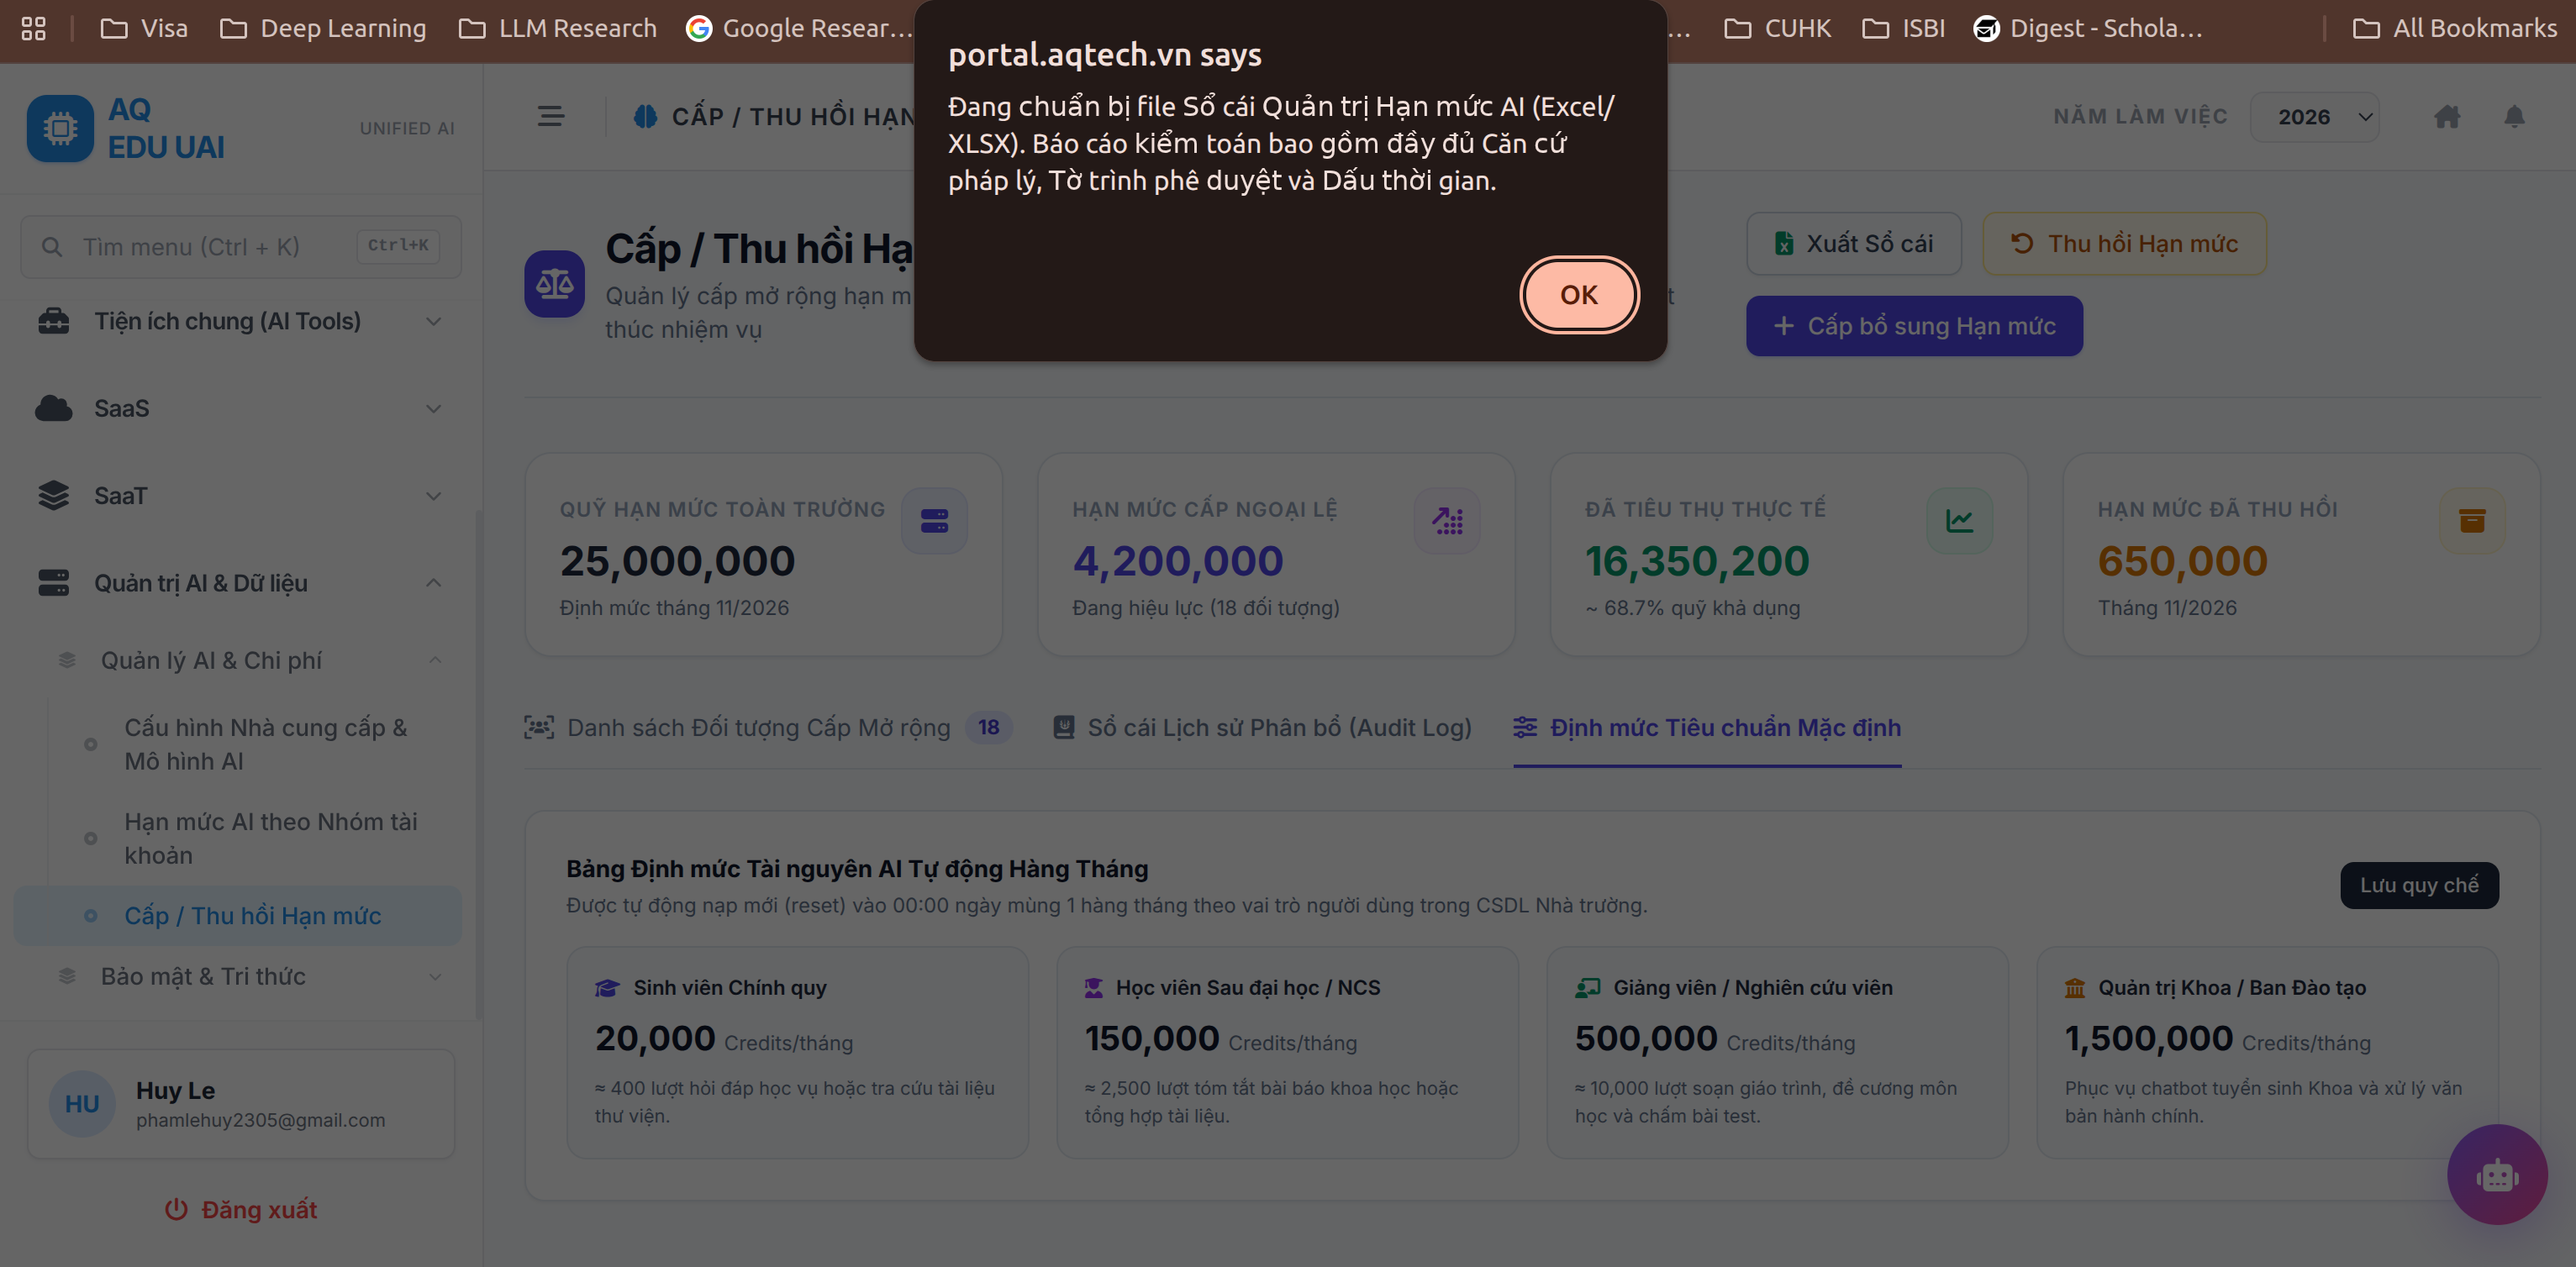 Visa
Deep Learning
LLM Research
Google Resear...
...
CUHK
ISBI
Digest - Schola...
All Bookmarks
portal.aqtech.vn says
Đang chuẩn bị file Sổ cái Quản trị Hạn mức AI (Excel/
XLSX). Báo cáo kiểm toán bao gồm đầy đủ Căn cứ
pháp lý, Tờ trình phê duyệt và Dấu thời gian.
OK
AQ
EDU UAI
UNIFIED AI
Tìm menu (Ctrl + K)
Ctrl+K
Tiện ích chung (AI Tools)
SaaS
SaaT
Quản trị AI & Dữ liệu
Quản lý AI & Chi phí
Cấu hình Nhà cung cấp &
Mô hình AI
Hạn mức AI theo Nhóm tài
khoản
Cấp / Thu hồi Hạn mức
Bảo mật & Tri thức
HU
Huy Le
phamlehuy2305@gmail.com
Đăng xuất
CẤP / THU HỒI HẠN
NĂM LÀM VIỆC
2026
Cấp / Thu hồi Hạ
Quản lý cấp mở rộng hạn m
t
thúc nhiệm vụ
Xuất Sổ cái
Thu hồi Hạn mức
Cấp bổ sung Hạn mức
QUỸ HẠN MỨC TOÀN TRƯỜNG
25,000,000
Định mức tháng 11/2026
HẠN MỨC CẤP NGOẠI LỆ
4,200,000
Đang hiệu lực (18 đối tượng)
ĐÃ TIÊU THỤ THỰC TẾ
16,350,200
~ 68.7% quỹ khả dụng
HẠN MỨC ĐÃ THU HỒI
650,000
Tháng 11/2026
Danh sách Đối tượng Cấp Mở rộng 18
Sổ cái Lịch sử Phân bổ (Audit Log)
Định mức Tiêu chuẩn Mặc định
Bảng Định mức Tài nguyên AI Tự động Hàng Tháng
Được tự động nạp mới (reset) vào 00:00 ngày mùng 1 hàng tháng theo vai trò người dùng trong CSDL Nhà trường.
Lưu quy chế
Sinh viên Chính quy
20,000 Credits/tháng
≈ 400 lượt hỏi đáp học vụ hoặc tra cứu tài liệu
thư viện.
Học viên Sau đại học / NCS
150,000 Credits/tháng
≈ 2,500 lượt tóm tắt bài báo khoa học hoặc
tổng hợp tài liệu.
Giảng viên / Nghiên cứu viên
500,000 Credits/tháng
≈ 10,000 lượt soạn giáo trình, đề cương môn
học và chấm bài test.
Quản trị Khoa / Ban Đào tạo
1,500,000 Credits/tháng
Phục vụ chatbot tuyển sinh Khoa và xử lý văn
bản hành chính.